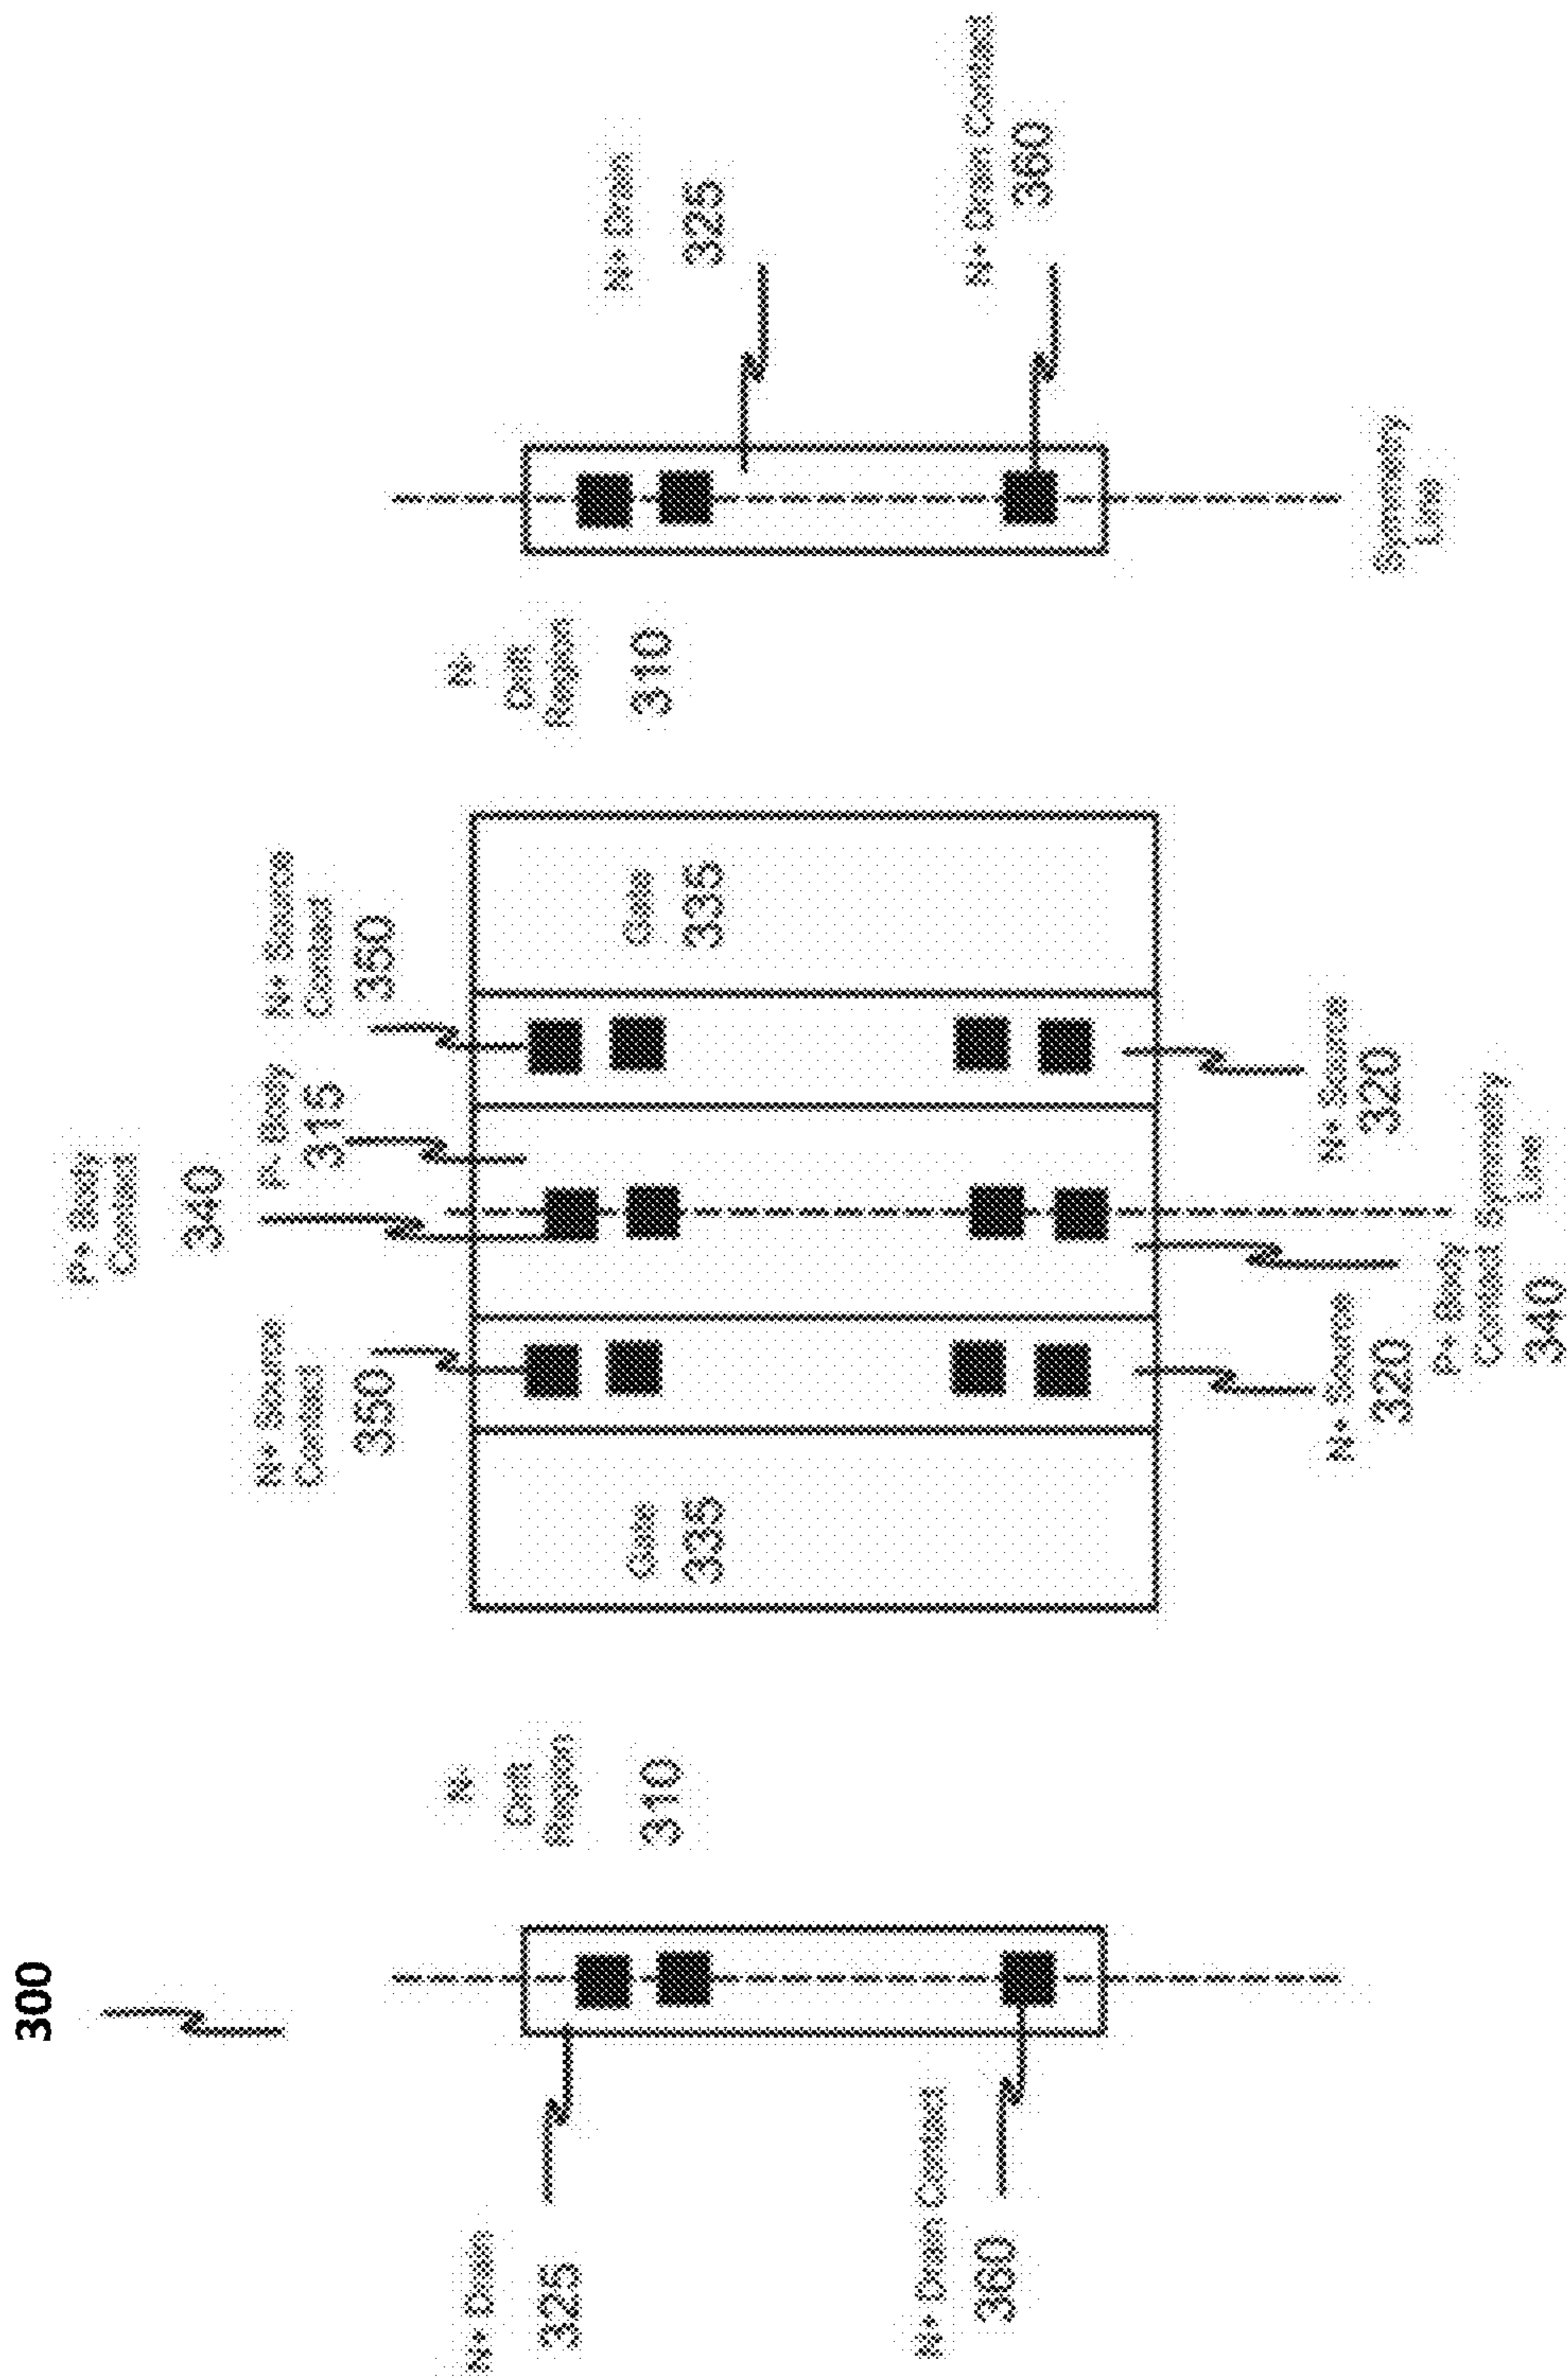 300
P+ Body
Contact
340
N+ Source
Contact
350
P- Body
315
N+ Source
Contact
350
N+ Drain
325
N-
Drift
Region
310
Gate
335
Gate
335
N-
Drift
Region
310
N+ Drain
325
N+ Drain Contact
360
N+ Drain Contact
360
N+ Source
320
N+ Source
320
P+ Body
Contact
340
Symmetry
Line
Symmetry
Line